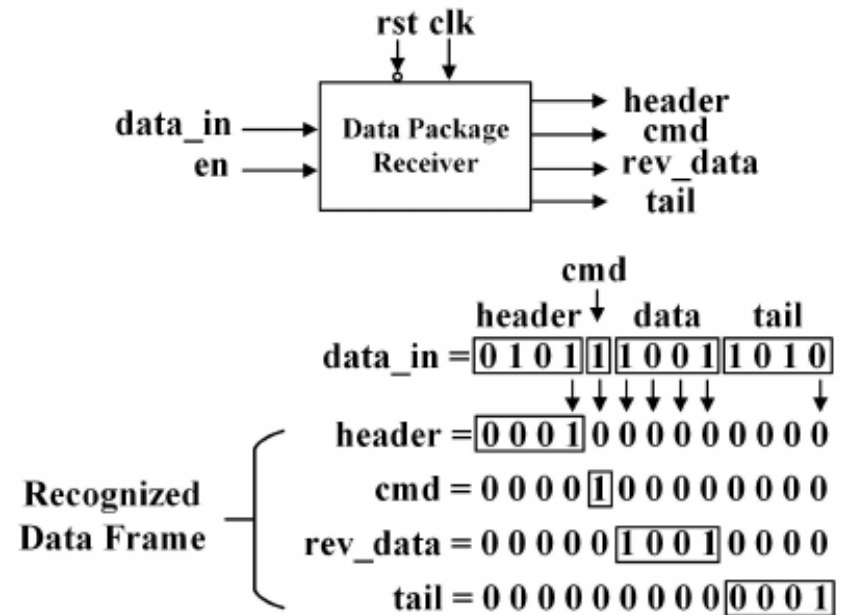 rst clk
data_in
en
Data Package
Receiver
header
cmd
rev_data
tail
cmd
header data tail
data_in = 0 1 0 1 1 1 0 0 1 1 0 1 0
header = 0 0 0 1 0 0 0 0 0 0 0 0 0
cmd = 0 0 0 0 1 0 0 0 0 0 0 0 0
Recognized
Data Frame
rev_data = 0 0 0 0 0 1 0 0 1 0 0 0 0
tail = 0 0 0 0 0 0 0 0 0 0 0 0 1